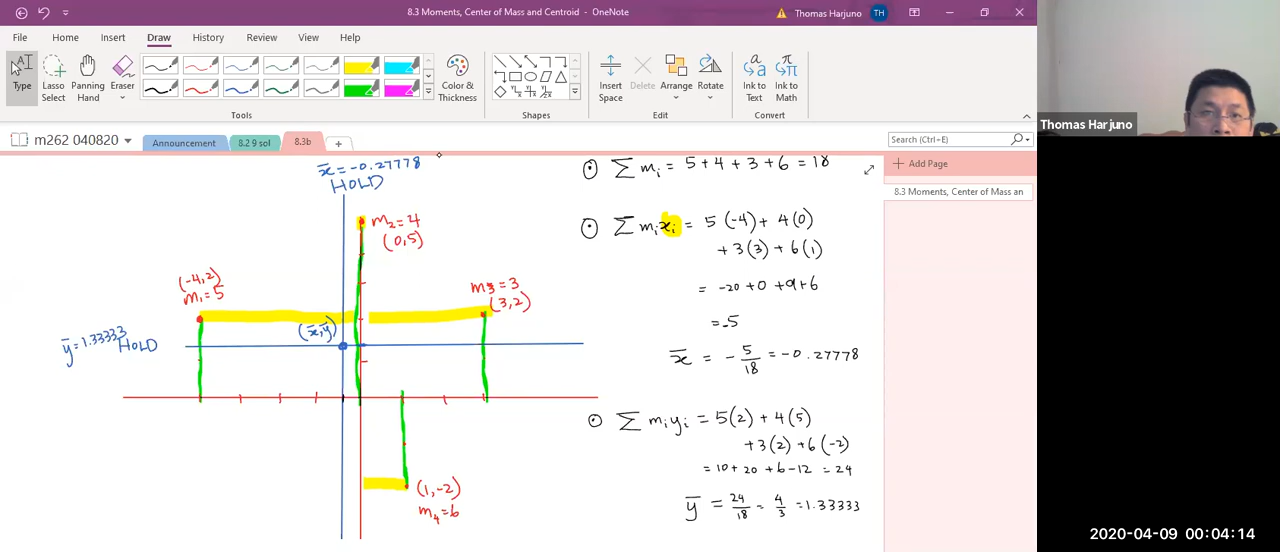 8.3 Moments, Center of Mass and Centroid - OneNote
Thomas Harjuno
TH
File Home Insert Draw History Review View Help
Type
Lasso Select
Panning Hand
Eraser
Color & Thickness
Insert Space
Delete
Arrange
Rotate
Ink to Text
Ink to Math
Tools
Shapes
Edit
Convert
m262 040820
Announcement
8.2 9 sol
8.3b
Search (Ctrl+E)
Add Page
8.3 Moments, Center of Mass an
Thomas Harjuno
x̅ = -0.27778
HOLD
m₂ = 4
(0,5)
(-4,2)
m₁ = 5
m₃ = 3
(3,2)
(x̅,y̅)
y̅ = 1.33333 HOLD
(1,-2)
m₄ = 6
∑ mᵢ = 5 + 4 + 3 + 6 = 18
∑ mᵢxᵢ = 5(-4) + 4(0)
+ 3(3) + 6(1)
= -20 + 0 + 9 + 6
= -5
x̅ = - 5/18 = -0.27778
∑ mᵢyᵢ = 5(2) + 4(5)
+ 3(2) + 6(-2)
= 10 + 20 + 6 - 12 = 24
y̅ = 24/18 = 4/3 = 1.33333
2020-04-09 00:04:14